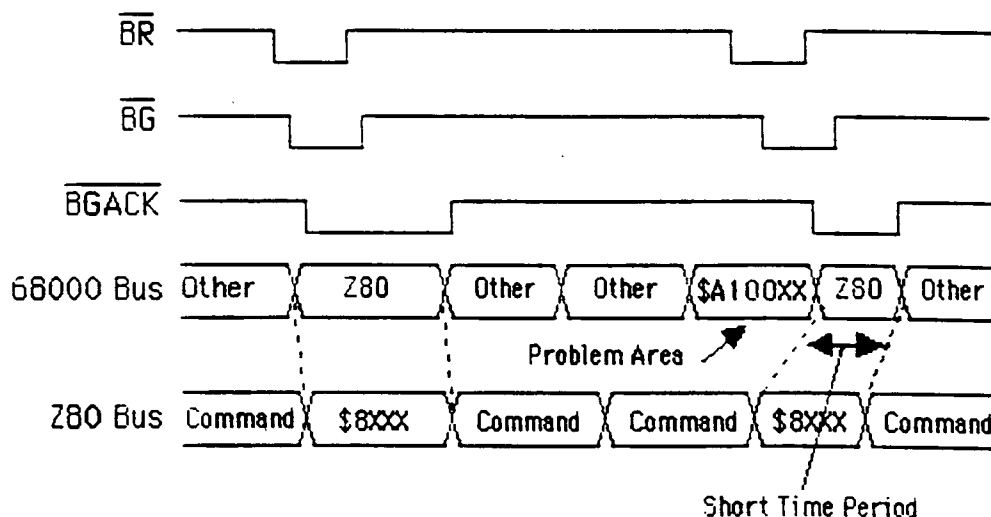 BR
BG
BGACK
68000 Bus Other Z80 Other Other $A100XX Z80 Other
Problem Area
Z80 Bus Command $8XXX Command Command $8XXX Command
Short Time Period